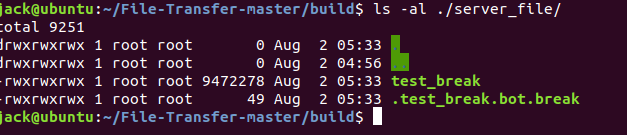 jack@ubuntu:~/File-Transfer-master/build$ ls -al ./server_file/
total 9251
drwxrwxrwx 1 root root       0 Aug  2 05:33 .
drwxrwxrwx 1 root root       0 Aug  2 04:56 ..
-rwxrwxrwx 1 root root 9472278 Aug  2 05:33 test_break
-rwxrwxrwx 1 root root      49 Aug  2 05:33 .test_break.bot.break
jack@ubuntu:~/File-Transfer-master/build$